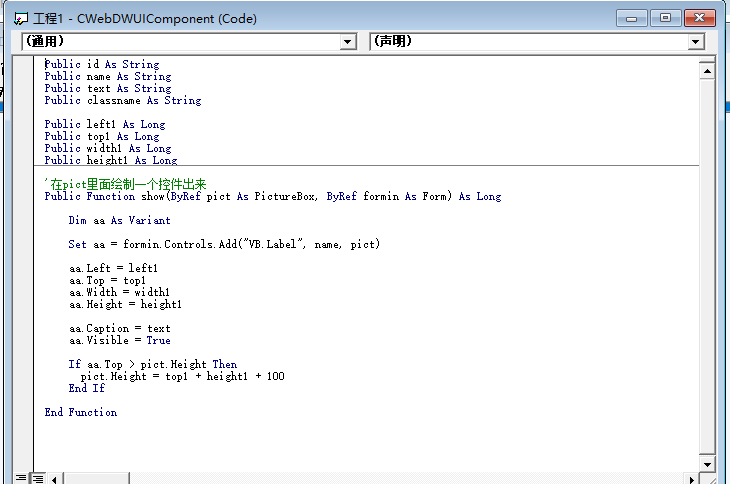 工程1 - CWebDWUIComponent (Code)
(通用) (声明)
Public id As String
Public name As String
Public text As String
Public classname As String
Public left1 As Long
Public top1 As Long
Public width1 As Long
Public height1 As Long
'在pict里面绘制一个控件出来
Public Function show(ByRef pict As PictureBox, ByRef formin As Form) As Long
Dim aa As Variant
Set aa = formin.Controls.Add("VB.Label", name, pict)
aa.Left = left1
aa.Top = top1
aa.Width = width1
aa.Height = height1
aa.Caption = text
aa.Visible = True
If aa.Top > pict.Height Then
pict.Height = top1 + height1 + 100
End If
End Function